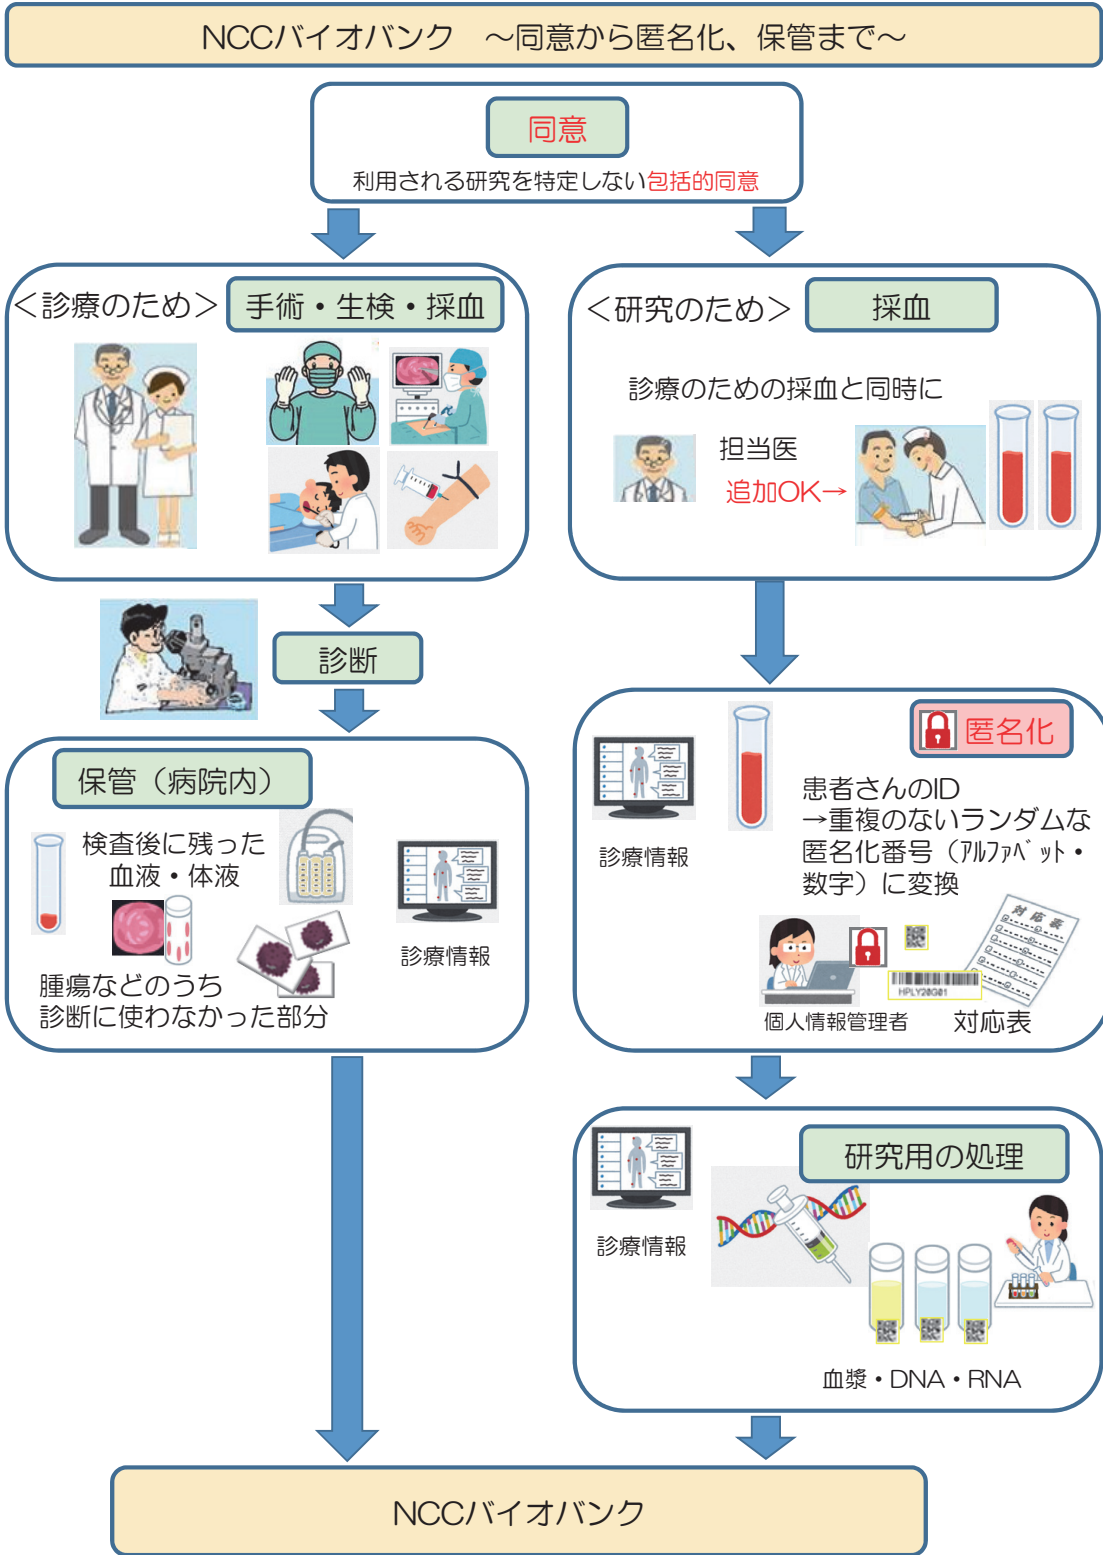 NCCバイオバンク　～同意から匿名化、保管まで～
同意
利用される研究を特定しない包括的同意
＜診療のため＞
手術・生検・採血
診断
保管（病院内）
検査後に残った
血液・体液
腫瘍などのうち
診断に使わなかった部分
診療情報
＜研究のため＞
採血
診療のための採血と同時に
担当医
追加OK→
匿名化
診療情報
患者さんのID
→重複のないランダムな
匿名化番号（ｱﾙﾌｧﾍﾞｯﾄ・
数字）に変換
対応表
HPLY20G01
個人情報管理者
対応表
研究用の処理
診療情報
血漿・DNA・RNA
NCCバイオバンク